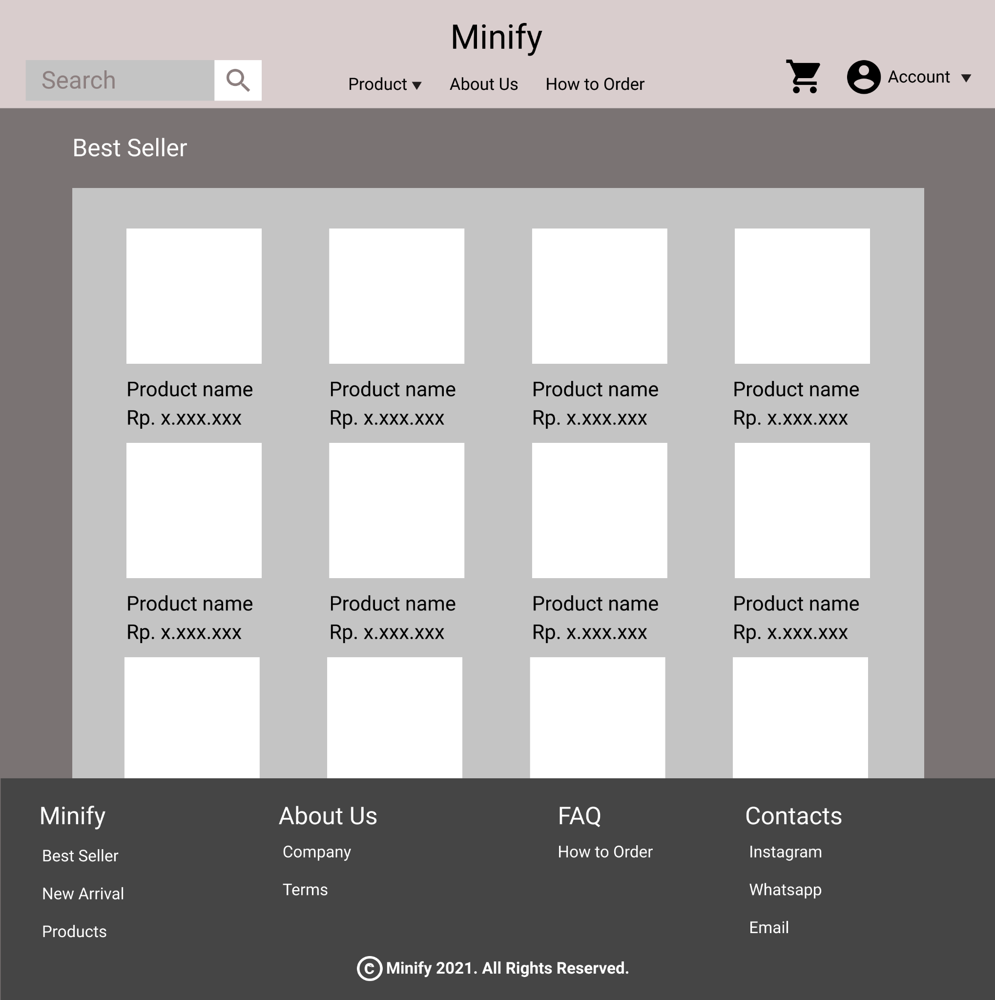 Minify
Search
Product ▼ About Us How to Order
Account ▼
Best Seller
Product name Product name Product name Product name
Rp. x.xxx.xxx Rp. x.xxx.xxx Rp. x.xxx.xxx Rp. x.xxx.xxx
Product name Product name Product name Product name
Rp. x.xxx.xxx Rp. x.xxx.xxx Rp. x.xxx.xxx Rp. x.xxx.xxx
Minify
Best Seller
New Arrival
Products
About Us
Company
Terms
FAQ
How to Order
Contacts
Instagram
Whatsapp
Email
© Minify 2021. All Rights Reserved.